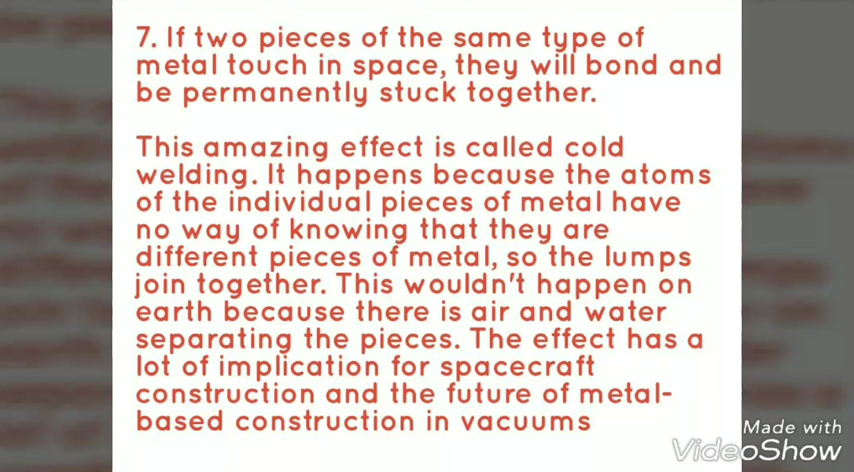 7. If two pieces of the same type of
metal touch in space, they will bond and
be permanently stuck together.
This amazing effect is called cold
welding. It happens because the atoms
of the individual pieces of metal have
no way of knowing that they are
different pieces of metal, so the lumps
join together. This wouldn't happen on
earth because there is air and water
separating the pieces. The effect has a
lot of implication for spacecraft
construction and the future of metal-
based construction in vacuums
Made with
VideoShow